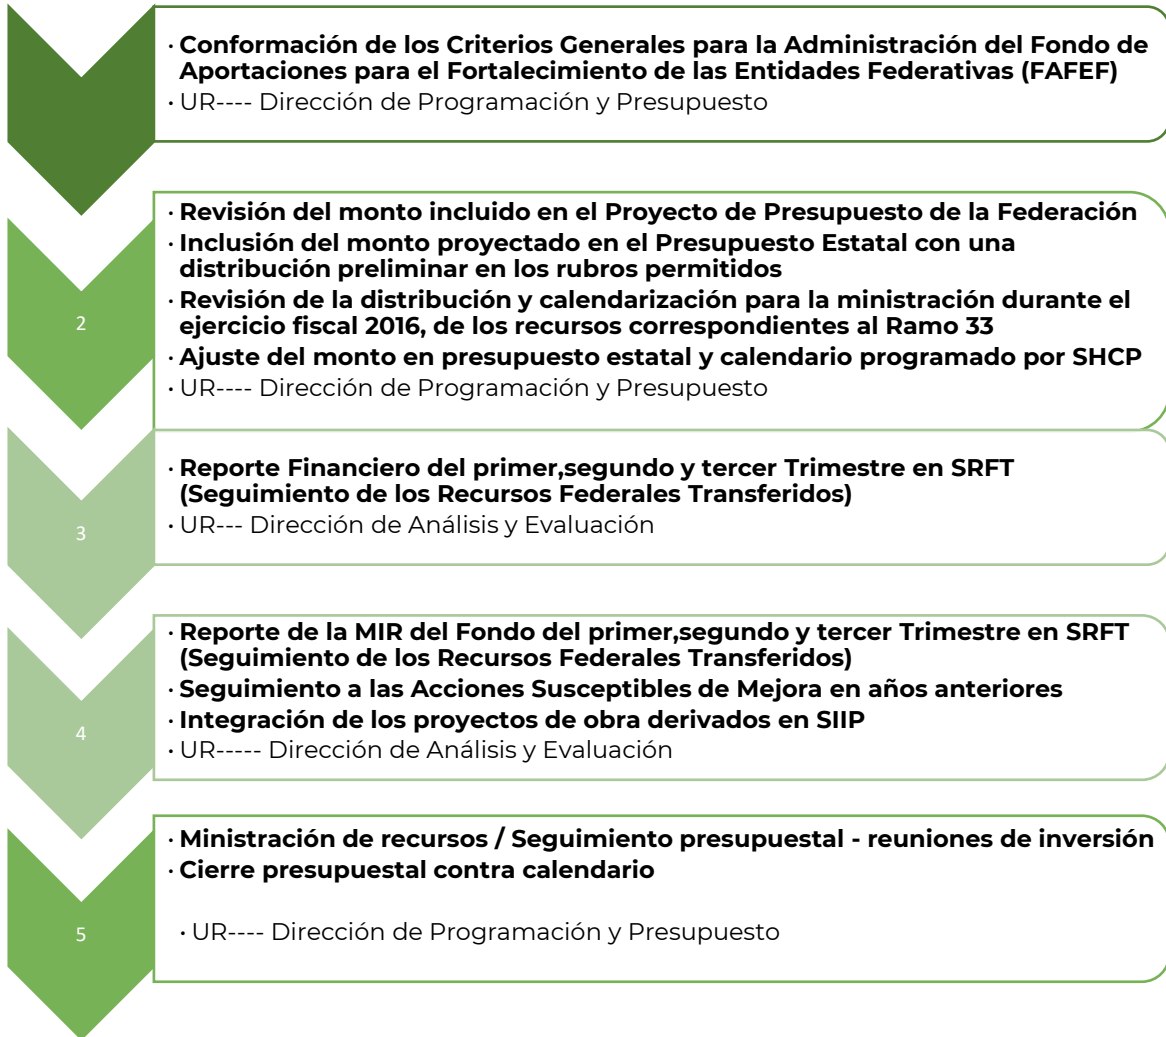 · Conformación de los Criterios Generales para la Administración del Fondo de
Aportaciones para el Fortalecimiento de las Entidades Federativas (FAFEF)
· UR---- Dirección de Programación y Presupuesto
2
· Revisión del monto incluido en el Proyecto de Presupuesto de la Federación
· Inclusión del monto proyectado en el Presupuesto Estatal con una
distribución preliminar en los rubros permitidos
· Revisión de la distribución y calendarización para la ministración durante el
ejercicio fiscal 2016, de los recursos correspondientes al Ramo 33
· Ajuste del monto en presupuesto estatal y calendario programado por SHCP
· UR---- Dirección de Programación y Presupuesto
3
· Reporte Financiero del primer,segundo y tercer Trimestre en SRFT
(Seguimiento de los Recursos Federales Transferidos)
· UR--- Dirección de Análisis y Evaluación
4
· Reporte de la MIR del Fondo del primer,segundo y tercer Trimestre en SRFT
(Seguimiento de los Recursos Federales Transferidos)
· Seguimiento a las Acciones Susceptibles de Mejora en años anteriores
· Integración de los proyectos de obra derivados en SIIP
· UR----- Dirección de Análisis y Evaluación
5
· Ministración de recursos / Seguimiento presupuestal - reuniones de inversión
· Cierre presupuestal contra calendario
· UR---- Dirección de Programación y Presupuesto